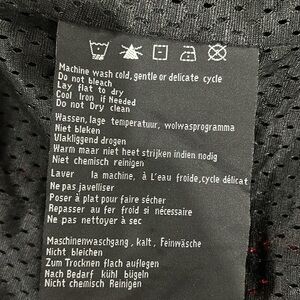 Machine wash cold, gentle or delicate cycle
Do not bleach
Lay flat to dry
Cool Iron if Needed
Do not Dry clean
Wassen, lage temperatuur, wolwasprogramma
Niet bleken
Vlakliggend drogen
Warm maar niet heet strijken indien nodig
Niet chemisch reinigen
Laver la machine, à L'eau froide, cycle délicat
Ne pas javelliser
Poser à plat pour faire sécher
Repasser au fer froid si nécessaire
Ne pas nettoyer à sec
Maschinenwaschgang, kalt, Feinwäsche
Nicht bleichen
Zum Trocknen flach auflegen
Nach Bedarf kühl bügeln
Nicht chemisch Reinigen